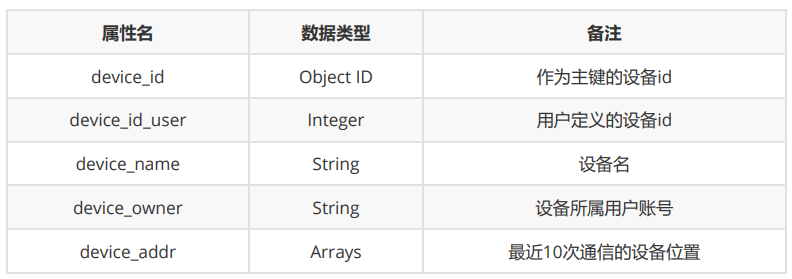 属性名 数据类型 备注
device_id Object ID 作为主键的设备id
device_id_user Integer 用户定义的设备id
device_name String 设备名
device_owner String 设备所属用户账号
device_addr Arrays 最近10次通信的设备位置